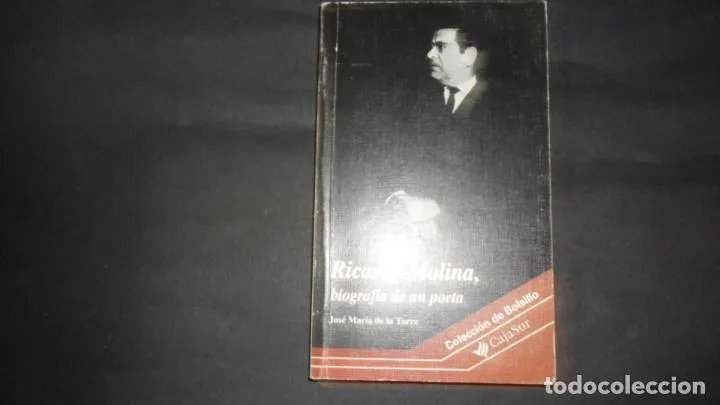 Ricardo Molina,
biografía de un poeta
José María de la Torre
Colección de Bolsillo
CajaSur
todocoleccion